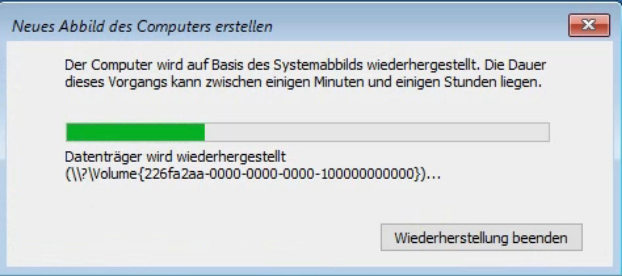 Neues Abbild des Computers erstellen
Der Computer wird auf Basis des Systemabbilds wiederhergestellt. Die Dauer
dieses Vorgangs kann zwischen einigen Minuten und einigen Stunden liegen.
Datenträger wird wiederhergestellt
(\\?\Volume{226fa2aa-0000-0000-0000-100000000000})...
Wiederherstellung beenden